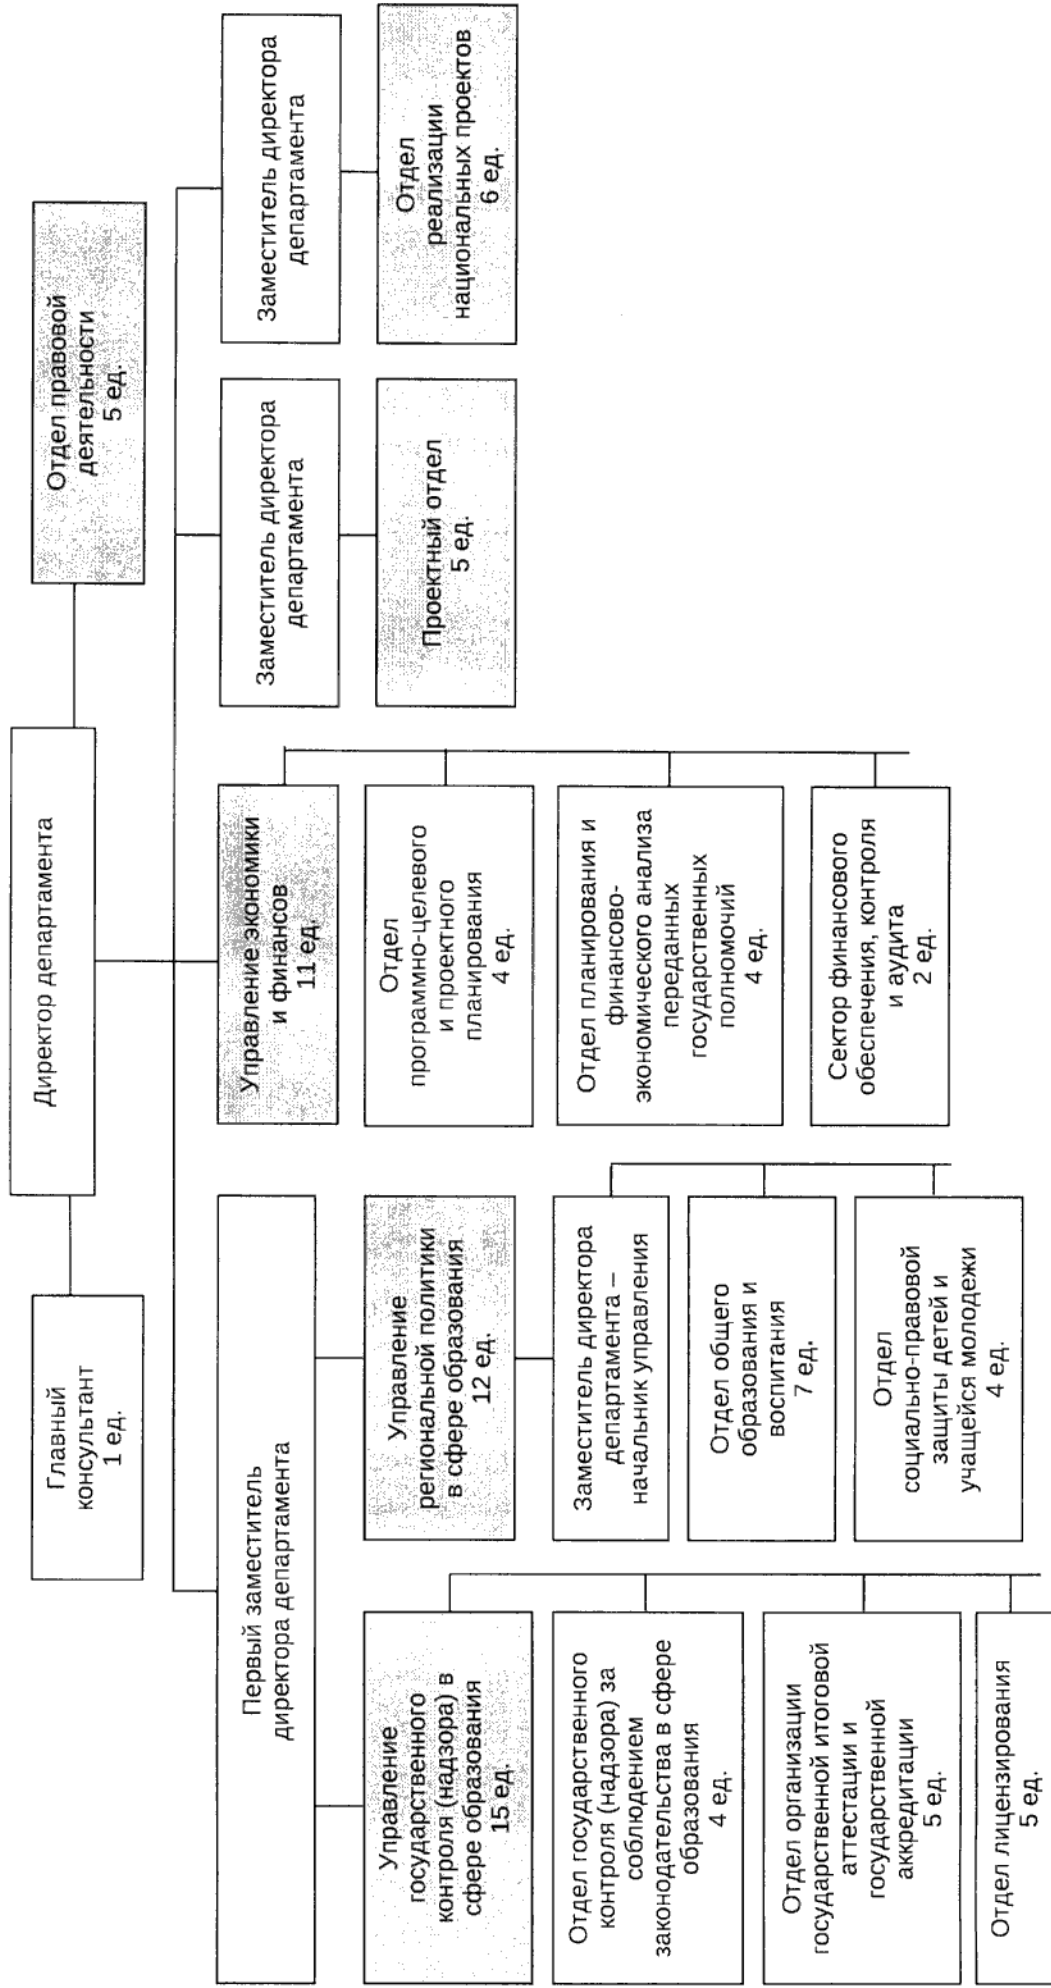 Директор департамента
Главный
консультант
1 ед.
Отдел правовой
деятельности
5 ед.
Первый заместитель
директора департамента
Управление экономики
и финансов
11 ед.
Заместитель директора
департамента
Заместитель директора
департамента
Управление
государственного
контроля (надзора) в
сфере образования
15 ед.
Управление
региональной политики
в сфере образования
12 ед.
Отдел
программно-целевого
и проектного
планирования
4 ед.
Проектный отдел
5 ед.
Отдел
реализации
национальных проектов
6 ед.
Отдел государственного
контроля (надзора) за
соблюдением
законодательства в сфере
образования
4 ед.
Заместитель директора
департамента –
начальник управления
Отдел планирования и
финансово-
экономического анализа
переданных
государственных
полномочий
4 ед.
Отдел организации
государственной итоговой
аттестации и
государственной
аккредитации
5 ед.
Отдел общего
образования и
воспитания
7 ед.
Сектор финансового
обеспечения, контроля
и аудита
2 ед.
Отдел лицензирования
5 ед.
Отдел
социально-правовой
защиты детей и
учащейся молодежи
4 ед.